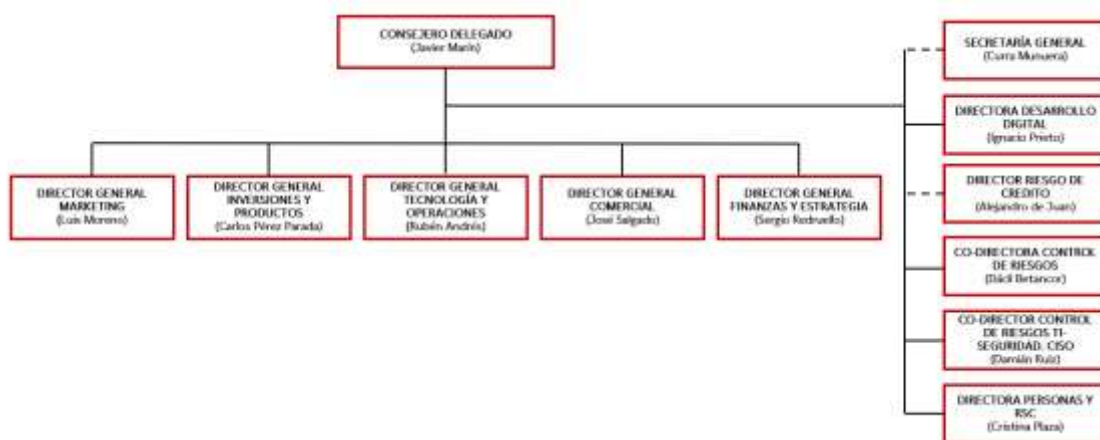 CONSEJERO DELEGADO
(Javier Marín)
SECRETARÍA GENERAL
(Curra Munuera)
DIRECTORA DESARROLLO
DIGITAL
(Ignacio Prieto)
DIRECTOR GENERAL
MARKETING
(Luis Moreno)
DIRECTOR GENERAL
INVERSIONES Y
PRODUCTOS
(Carlos Pérez Parada)
DIRECTOR GENERAL
TECNOLOGÍA Y
OPERACIONES
(Rubén Andrés)
DIRECTOR GENERAL
COMERCIAL
(José Salgado)
DIRECTOR GENERAL
FINANZAS Y ESTRATEGIA
(Sergio Redruello)
DIRECTOR RIESGO DE
CREDITO
(Alejandro de Juan)
CO-DIRECTORA CONTROL
DE RIESGOS
(Dácil Betancor)
CO-DIRECTOR CONTROL
DE RIESGOS TI-
SEGURIDAD. CISO
(Damián Ruiz)
DIRECTORA PERSONAS Y
RSC
(Cristina Plaza)